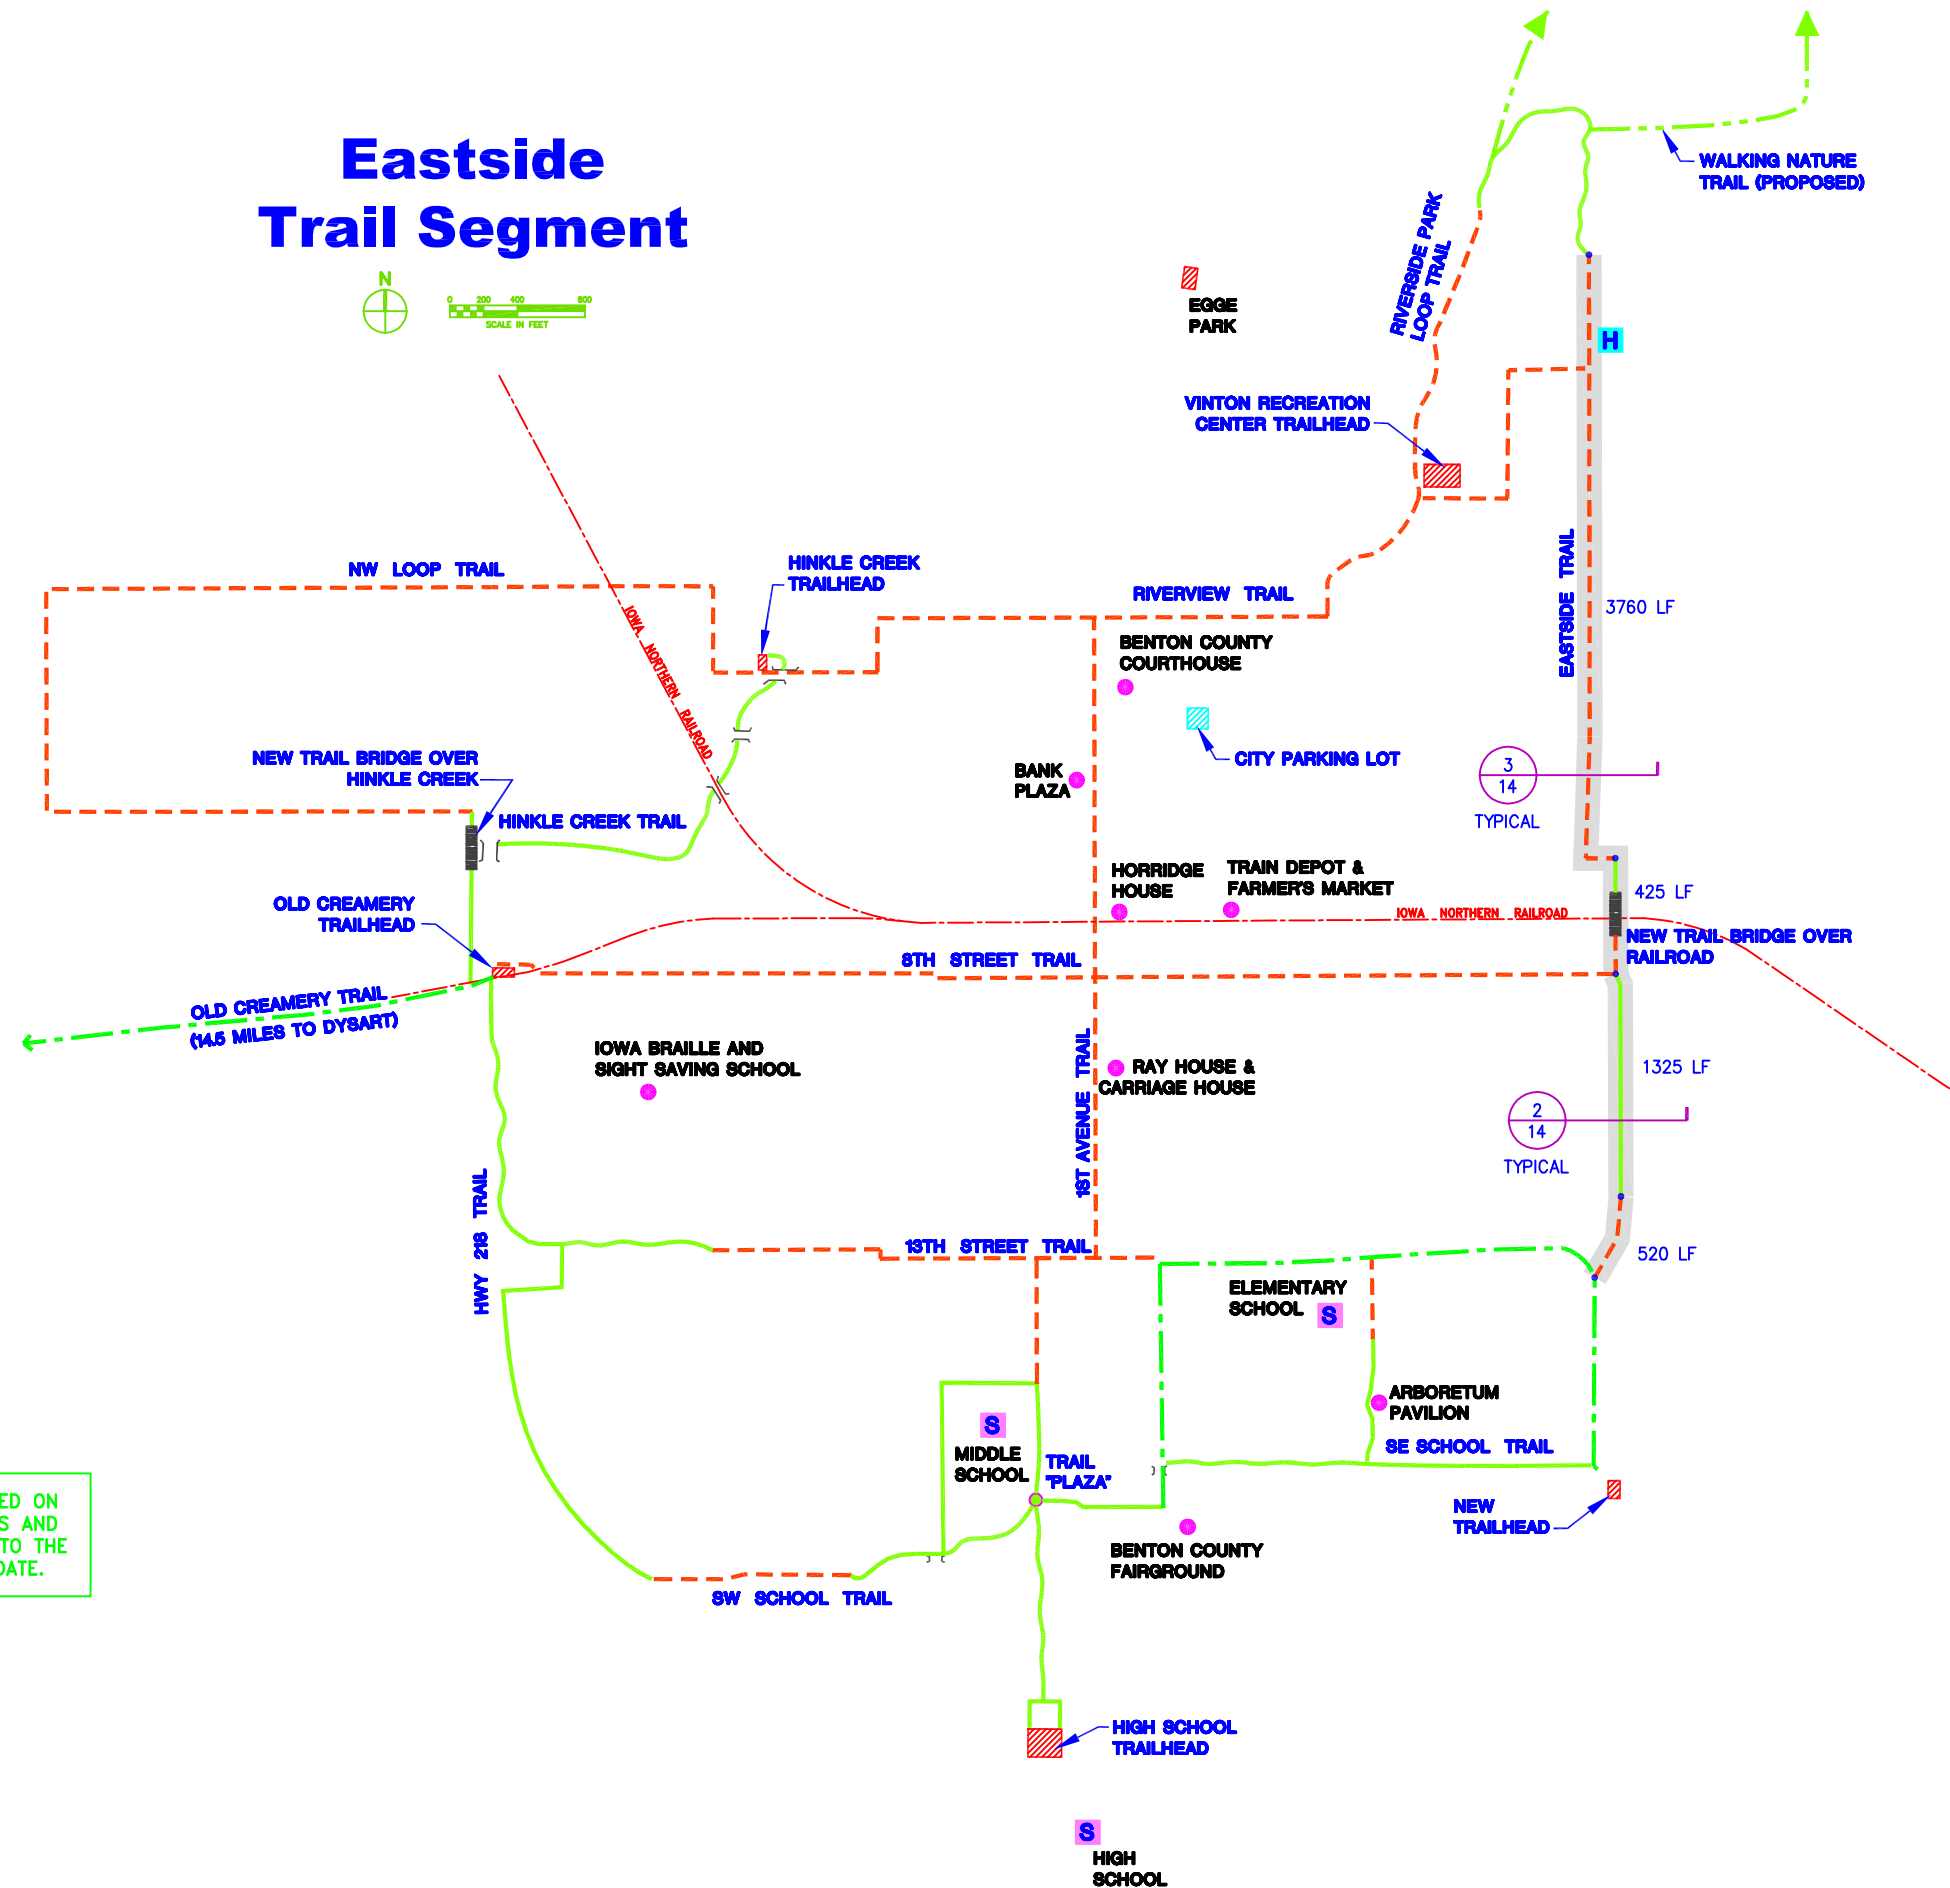 Eastside
Trail Segment
N
0 200 400 800
SCALE IN FEET
WALKING NATURE
TRAIL (PROPOSED)
RIVERSIDE PARK
LOOP TRAIL
EGGE
PARK
H
VINTON RECREATION
CENTER TRAILHEAD
NW LOOP TRAIL
HINKLE CREEK
TRAILHEAD
RIVERVIEW TRAIL
EASTSIDE TRAIL
3760 LF
IOWA NORTHERN RAILROAD
BENTON COUNTY
COURTHOUSE
CITY PARKING LOT
NEW TRAIL BRIDGE OVER
HINKLE CREEK
BANK
PLAZA
3
14
TYPICAL
HINKLE CREEK TRAIL
HORRIDGE
HOUSE
TRAIN DEPOT &
FARMER'S MARKET
425 LF
OLD CREAMERY
TRAILHEAD
IOWA NORTHERN RAILROAD
NEW TRAIL BRIDGE OVER
RAILROAD
8TH STREET TRAIL
OLD CREAMERY TRAIL
(14.5 MILES TO DYSART)
IOWA BRAILLE AND
SIGHT SAVING SCHOOL
1ST AVENUE TRAIL
RAY HOUSE &
CARRIAGE HOUSE
1325 LF
2
14
TYPICAL
HWY 218 TRAIL
13TH STREET TRAIL
520 LF
ELEMENTARY
SCHOOL
S
ARBORETUM
PAVILION
S
MIDDLE
SCHOOL
TRAIL
"PLAZA"
SE SCHOOL TRAIL
NEW
TRAILHEAD
ED ON
S AND
TO THE
DATE.
BENTON COUNTY
FAIRGROUND
SW SCHOOL TRAIL
HIGH SCHOOL
TRAILHEAD
S
HIGH
SCHOOL